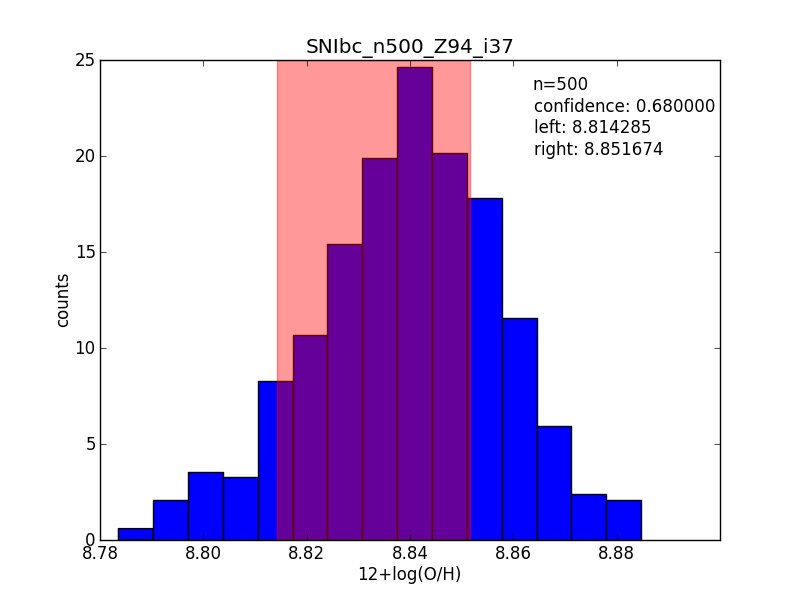 SNIbc_n500_Z94_i37
n=500
confidence: 0.680000
left: 8.814285
right: 8.851674
25
20
15
10
5
0
counts
8.78 8.80 8.82 8.84 8.86 8.88
12+log(O/H)